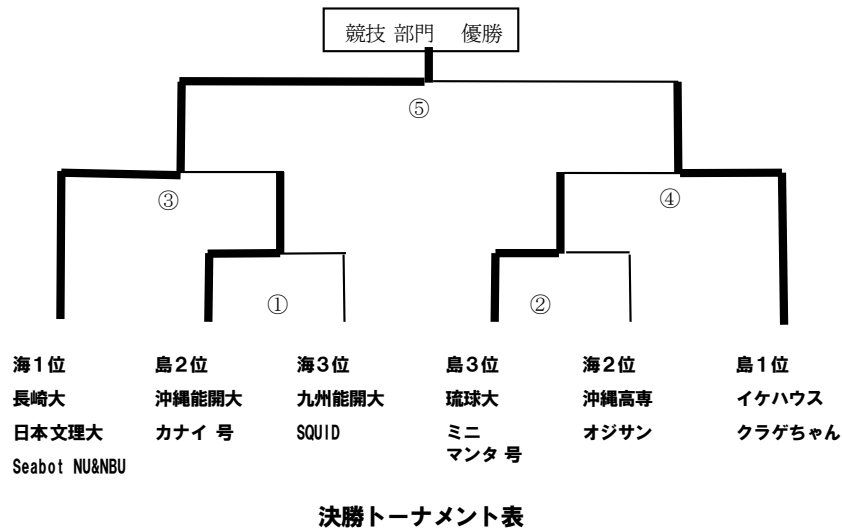 競技 部門 優勝
⑤
③
④
①
②
海1位 島2位 海3位 島3位 海2位 島1位
長崎大 沖縄能開大 九州能開大 琉球大 沖縄高専 イケハウス
日本文理大 カナイ 号 SQUID ミニ オジサン クラゲちゃん
マンタ 号
Seabot NU&NBU
決勝トーナメント表